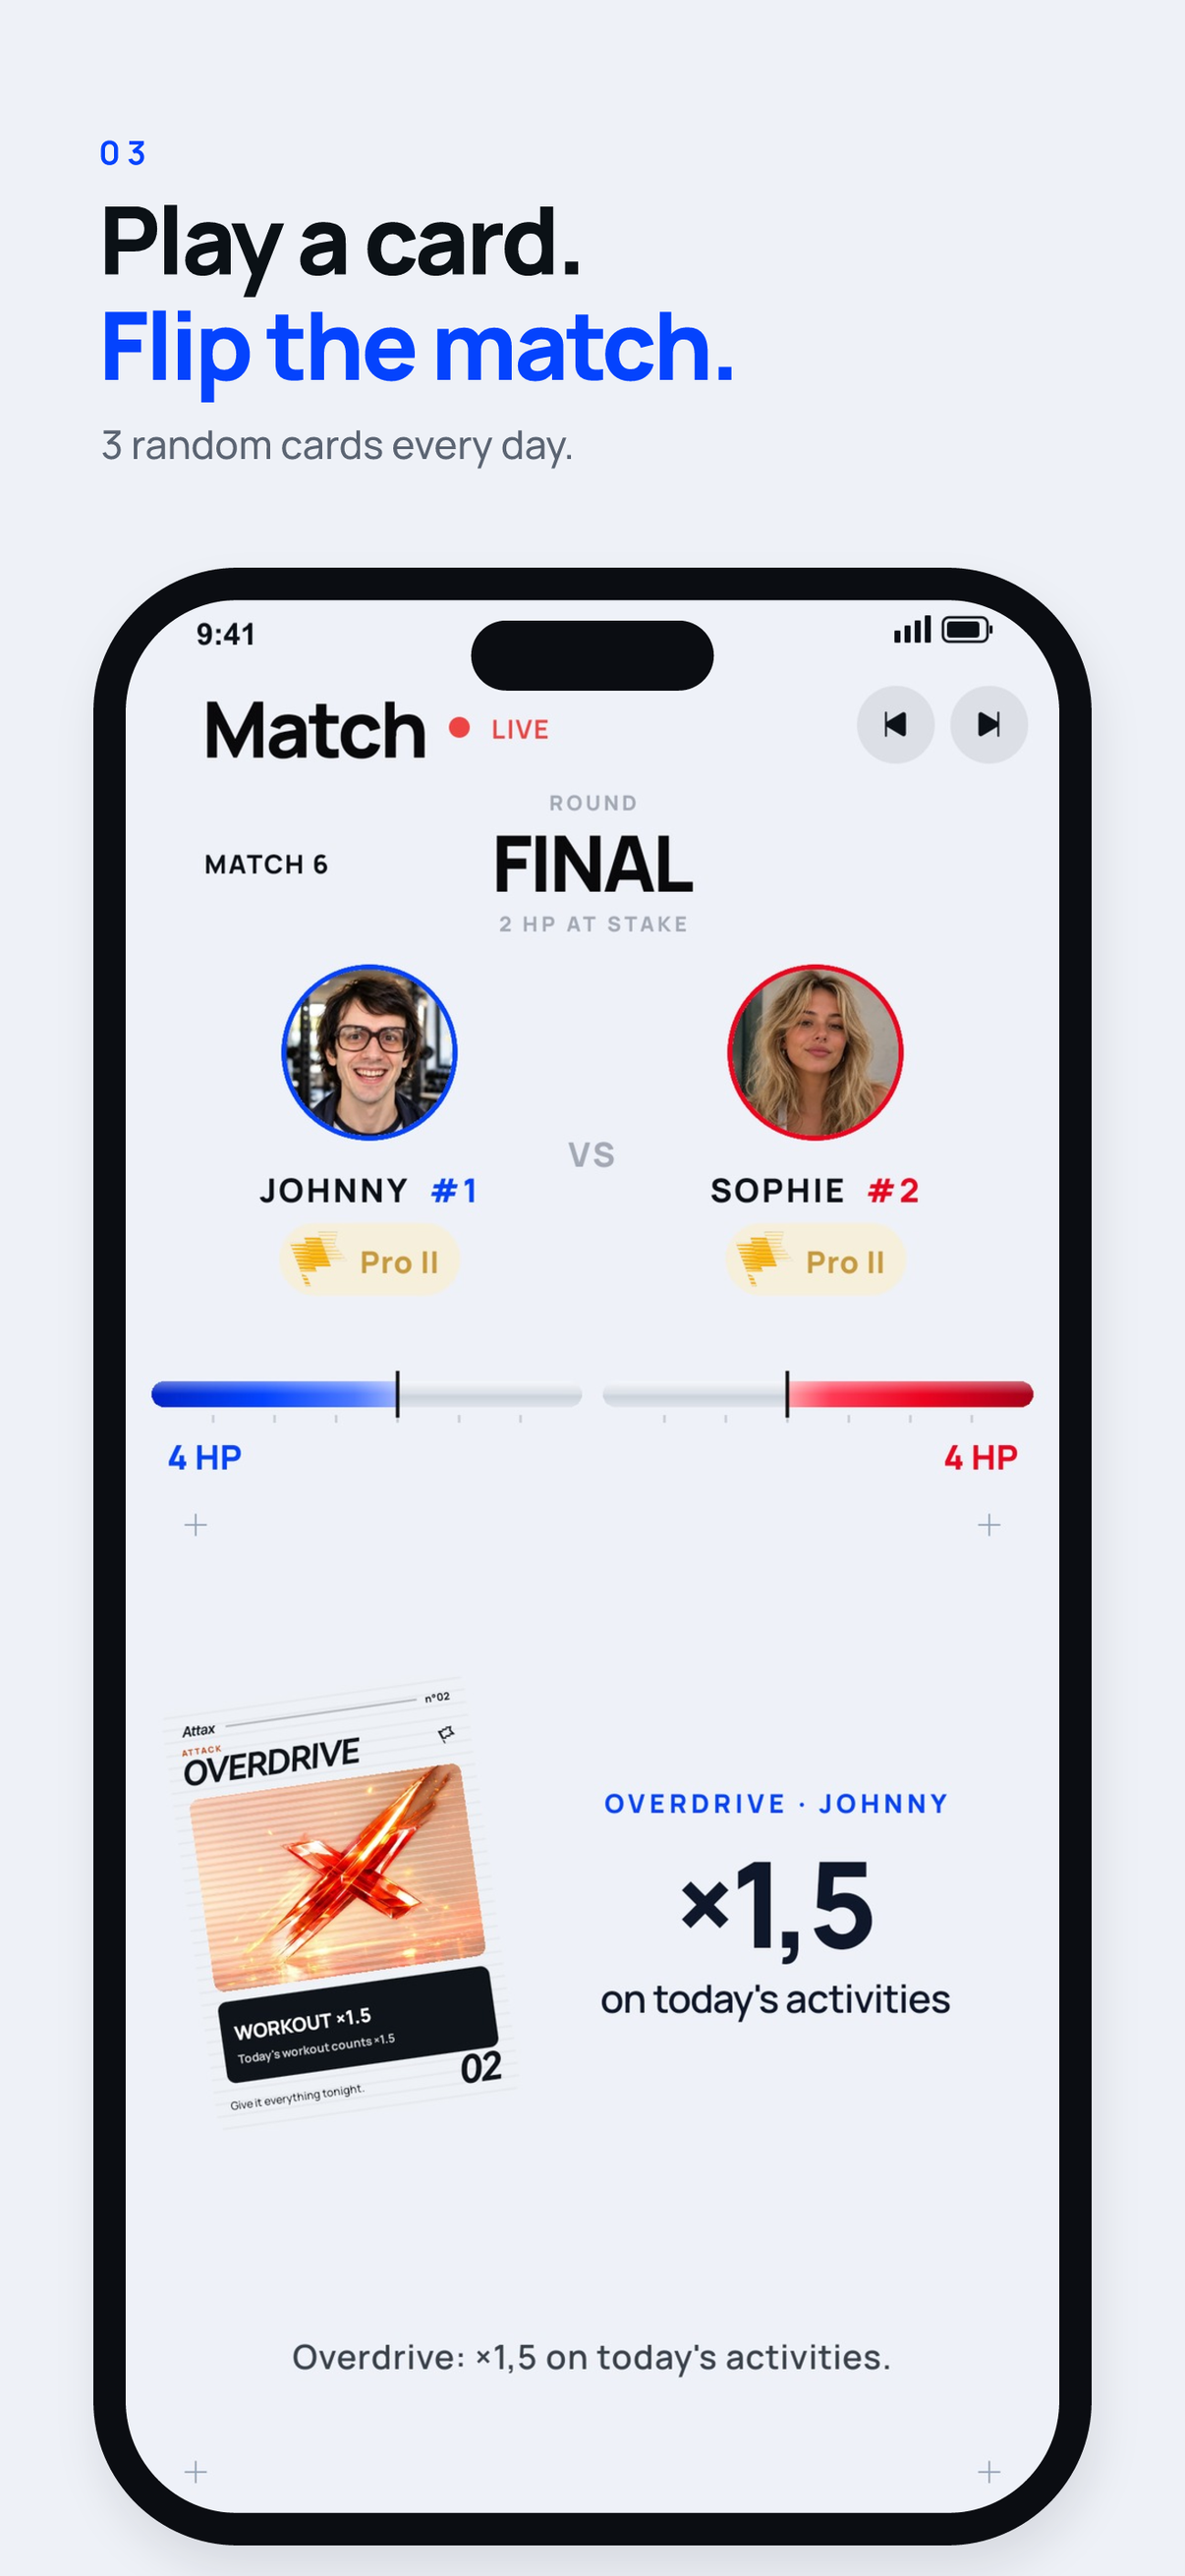 03
Play a card.
Flip the match.
3 random cards every day.
9:41
Match LIVE
ROUND
MATCH 6
FINAL
2 HP AT STAKE
VS
JOHNNY #1
SOPHIE #2
Pro II
Pro II
4 HP
4 HP
Attax n°02
ATTACK
OVERDRIVE
WORKOUT ×1.5
Today's workout counts ×1.5
Give it everything tonight.
02
OVERDRIVE · JOHNNY
×1,5
on today's activities
Overdrive: ×1,5 on today's activities.